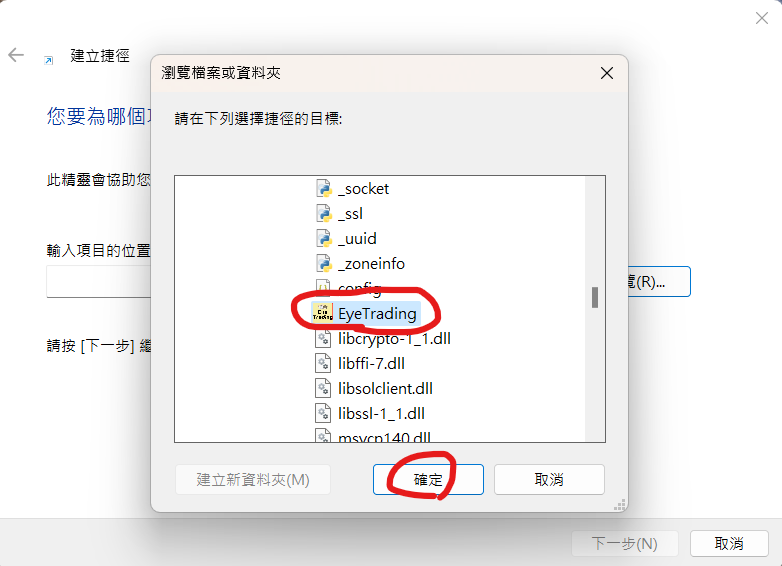 建立捷徑
瀏覽檔案或資料夾
您要為哪個
請在下列選擇捷徑的目標:
此精靈會協助您
_socket
_ssl
_uuid
_zoneinfo
輸入項目的位置
config
覽(R)...
Eye
Trading
EyeTrading
libcrypto-1_1.dll
請按 [下一步] 繼
libffi-7.dll
libsolclient.dll
libssl-1_1.dll
msvcp140.dll
建立新資料夾(M)
確定
取消
下一步(N)
取消